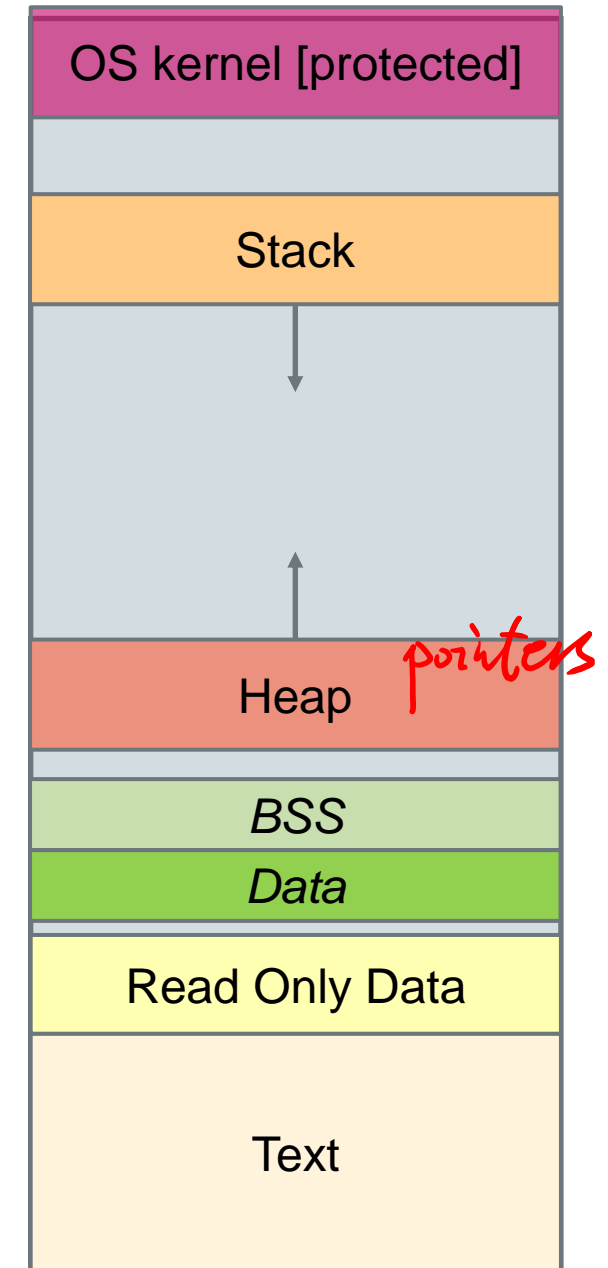 OS kernel [protected]
Stack
pointers
Heap
BSS
Data
Read Only Data
Text